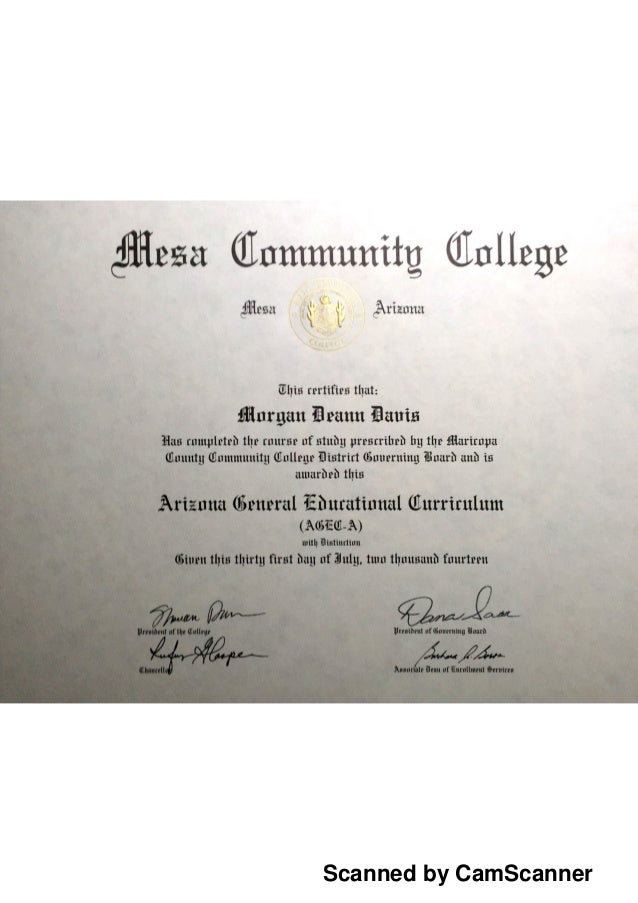 Mesa Community College
Mesa Arizona
COLLEGE
This certifies that:
Morgan Deann Davis
Has completed the course of study prescribed by the Maricopa
County Community College District Governing Board and is
awarded this
Arizona General Educational Curriculum
(AGEC-A)
with Distinction
Given this thirty first day of July, two thousand fourteen
President of the College
President of Governing Board
Chancellor
Associate Dean of Enrollment Services
Scanned by CamScanner